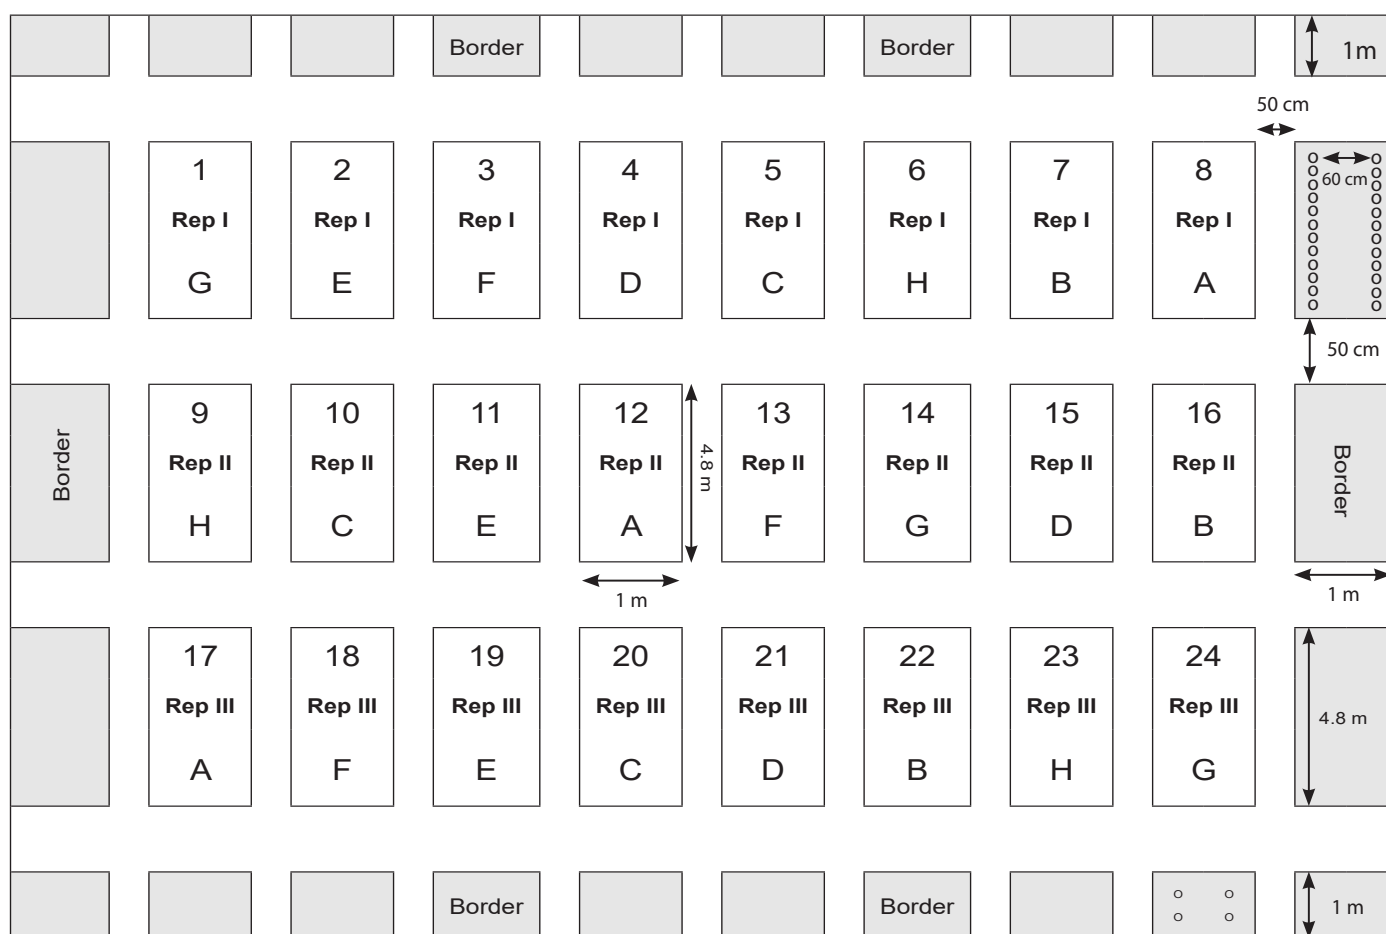 Border Border 1m
50 cm
1 2 3 4 5 6 7 8
60 cm
Rep I Rep I Rep I Rep I Rep I Rep I Rep I Rep I
G E F D C H B A
50 cm
9 10 11 12 13 14 15 16
Border
4.8 m
Border
Rep II Rep II Rep II Rep II Rep II Rep II Rep II Rep II
H C E A F G D B
1 m 1 m
17 18 19 20 21 22 23 24
Rep III Rep III Rep III Rep III Rep III Rep III Rep III Rep III
4.8 m
A F E C D B H G
Border Border 1 m